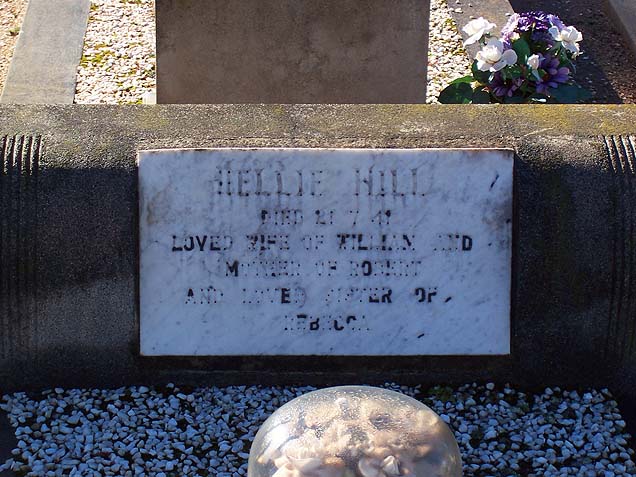 NELLIE HILL
DIED 21 7 41
LOVED WIFE OF WILLIAM AND
MOTHER OF ROBERT
AND LOVED SISTER OF
REBECCA